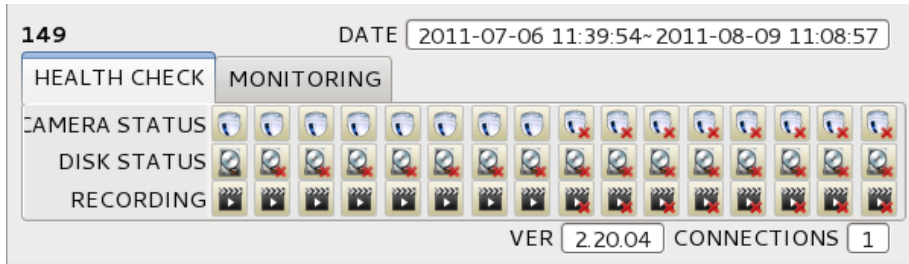 149 DATE 2011-07-06 11:39:54~2011-08-09 11:08:57
HEALTH CHECK MONITORING
CAMERA STATUS
DISK STATUS
RECORDING
VER 2.20.04 CONNECTIONS 1